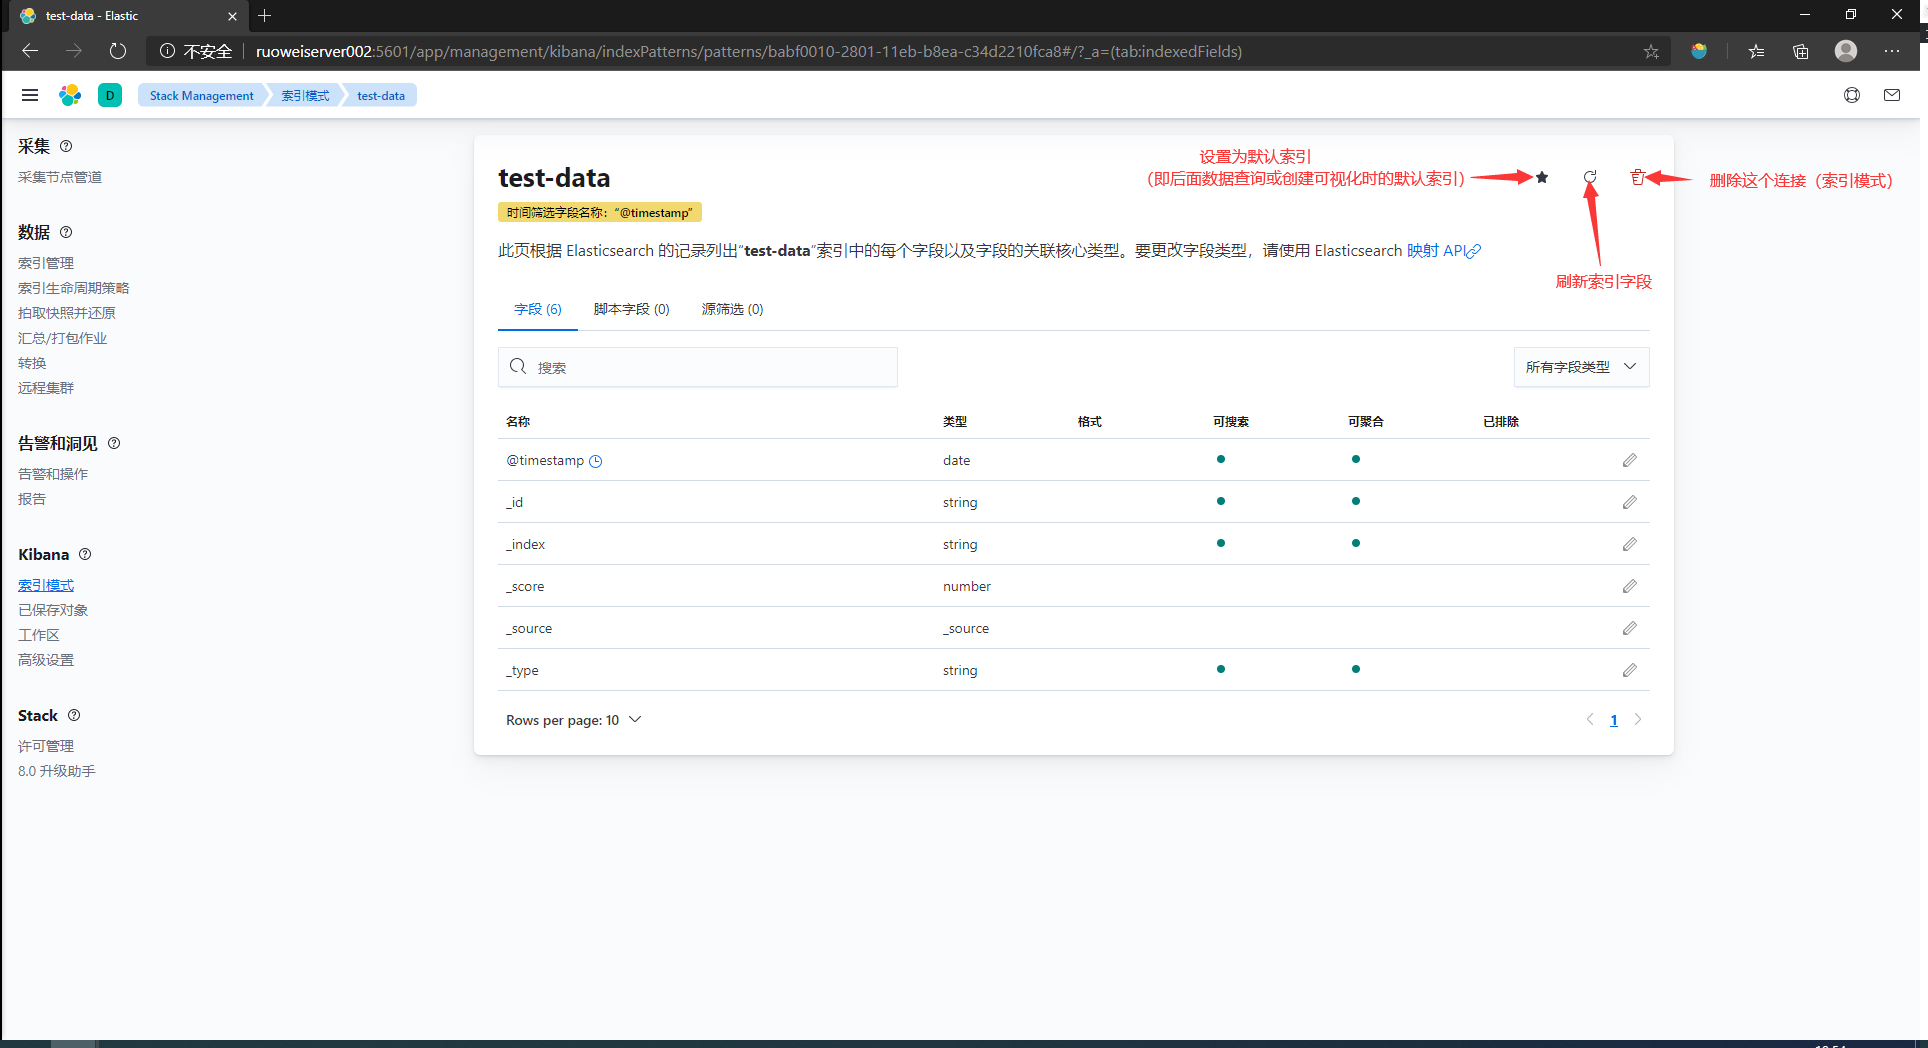 test-data - Elastic
不安全
ruoweiserver002:5601/app/management/kibana/indexPatterns/patterns/babf0010-2801-11eb-b8ea-c34d2210fca8#/?_a=(tab:indexedFields)
D
Stack Management
索引模式
test-data
采集
采集节点管道
数据
索引管理
索引生命周期策略
拍取快照并还原
汇总/打包作业
转换
远程集群
告警和洞见
告警和操作
报告
Kibana
索引模式
已保存对象
工作区
高级设置
Stack
许可管理
8.0 升级助手
test-data
设置为默认索引
(即后面数据查询或创建可视化时的默认索引)
删除这个连接（索引模式）
刷新索引字段
时间筛选字段名称：“@timestamp”
此页根据 Elasticsearch 的记录列出“test-data”索引中的每个字段以及字段的关联核心类型。要更改字段类型，请使用 Elasticsearch 映射 API
字段 (6) 脚本字段 (0) 源筛选 (0)
搜索
所有字段类型
名称 类型 格式 可搜索 可聚合 已排除
@timestamp date
_id string
_index string
_score number
_source _source
_type string
Rows per page: 10
1